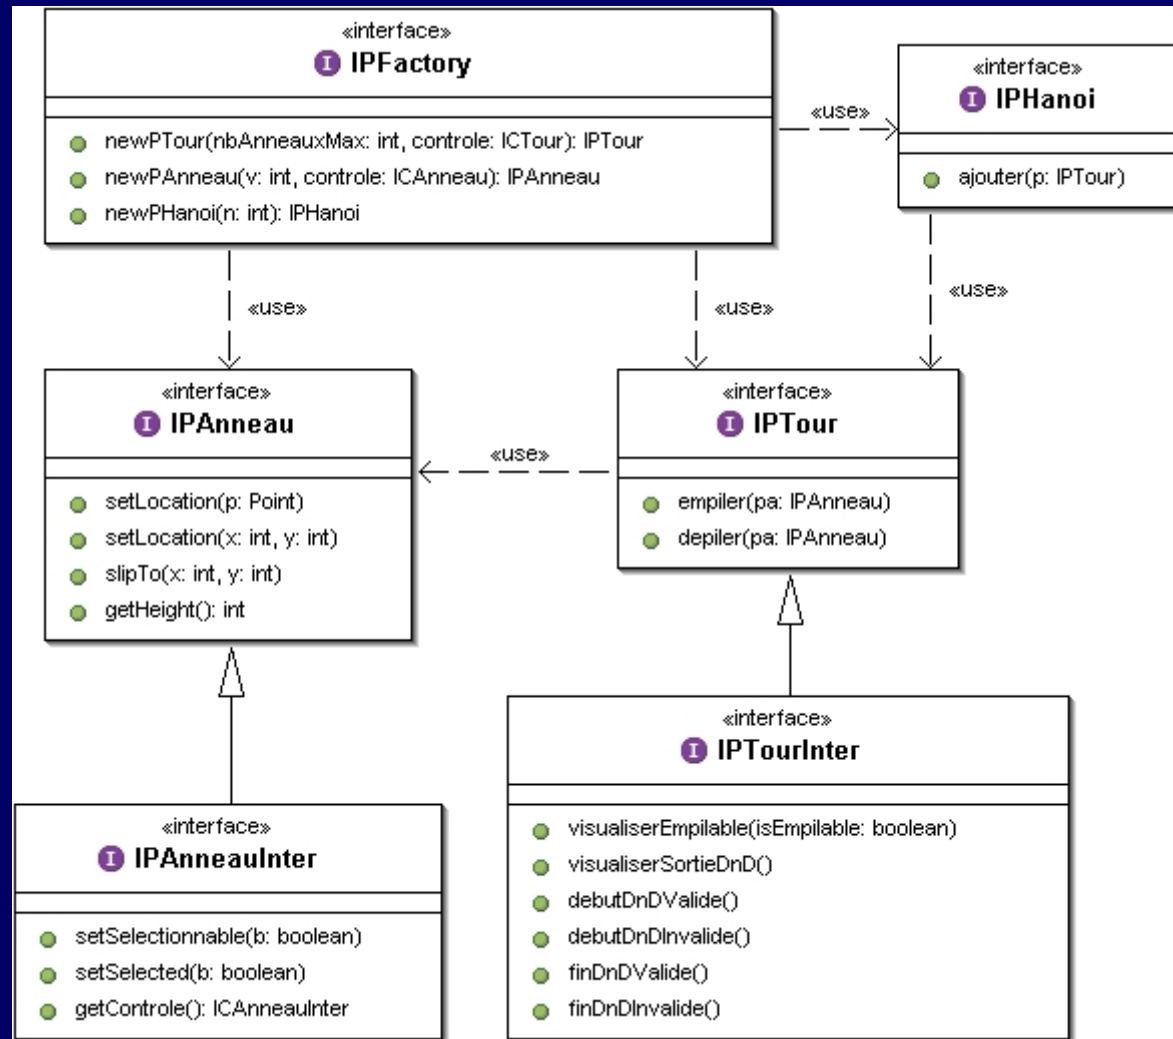 «interface»
I IPFactory
newPTour(nbAnneauxMax: int, controle: ICTour): IPTour
newPAnneau(v: int, controle: ICAnneau): IPAnneau
newPHanoi(n: int): IPHanoi
«use»
«interface»
I IPHanoi
ajouter(p: IPTour)
«use»
«use»
«use»
«interface»
I IPAnneau
setLocation(p: Point)
setLocation(x: int, y: int)
slipTo(x: int, y: int)
getHeight(): int
«use»
«interface»
I IPTour
empiler(pa: IPAnneau)
depiler(pa: IPAnneau)
«interface»
I IPAnneauInter
setSelectionnable(b: boolean)
setSelected(b: boolean)
getControle(): ICAnneauInter
«interface»
I IPTourInter
visualiserEmpilable(isEmpilable: boolean)
visualiserSortieDnD()
debutDnDValide()
debutDnDInvalide()
finDnDValide()
finDnDInvalide()